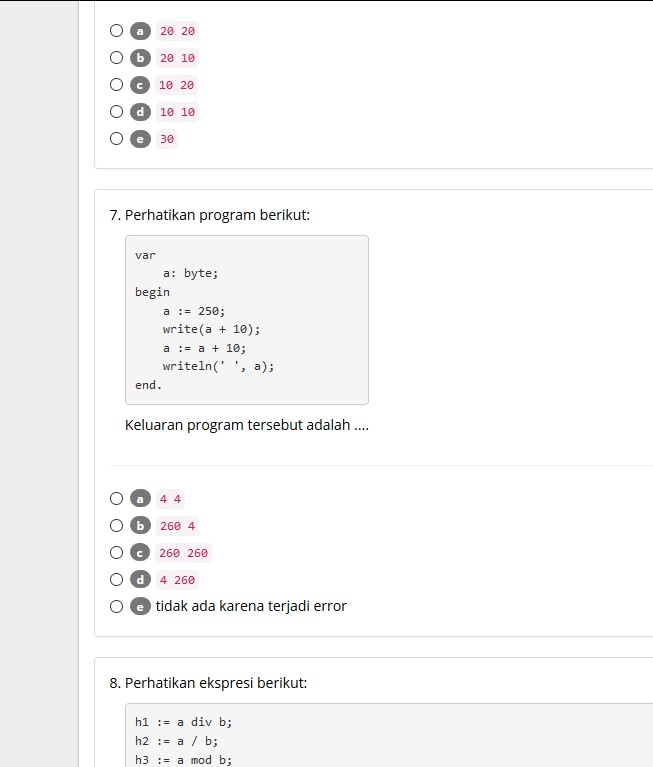 a 20 20
b 20 10
c 10 20
d 10 10
e 30
7. Perhatikan program berikut:
var
a: byte;
begin
a := 250;
write(a + 10);
a := a + 10;
writeln(' ', a);
end.
Keluaran program tersebut adalah ....
a 4 4
b 260 4
c 260 260
d 4 260
e tidak ada karena terjadi error
8. Perhatikan ekspresi berikut:
h1 := a div b;
h2 := a / b;
h3 := a mod b;